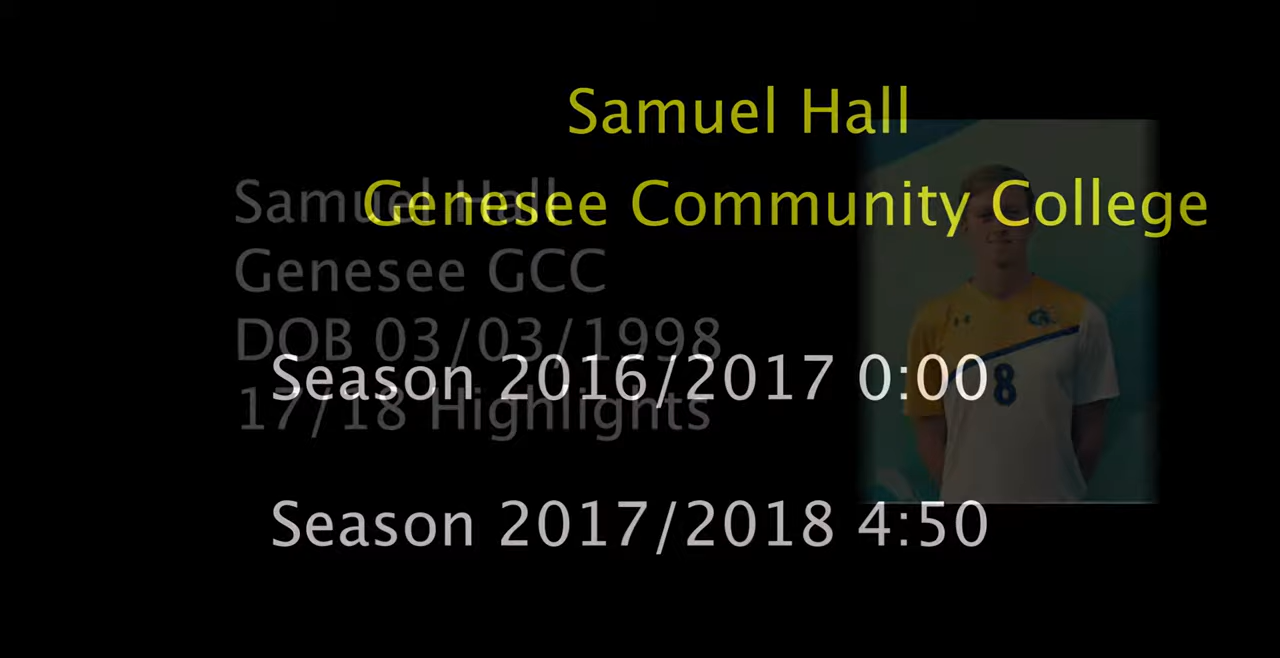 Samuel Hall
Genesee Community College
Samuel Hall
Genesee GCC
DOB 03/03/1998
17/18 Highlights
Season 2016/2017 0:00
Season 2017/2018 4:50
8